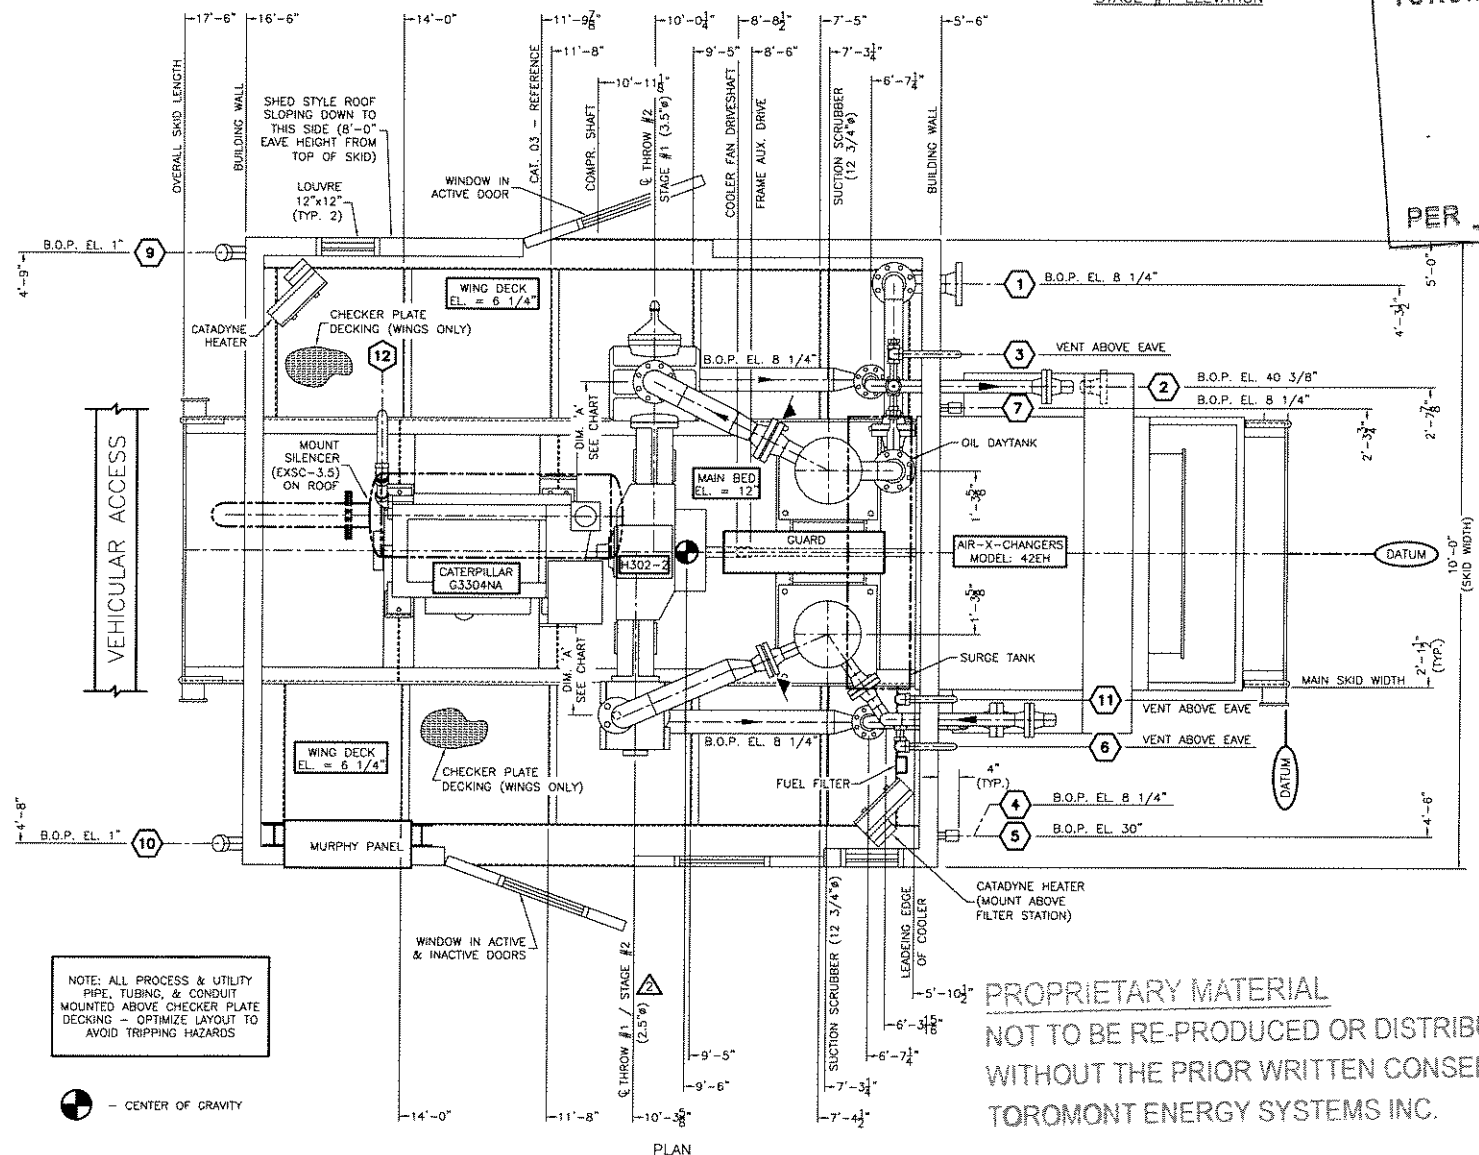 STAGE #1 ELEVATION
PER
17'-6"
16'-6"
14'-0"
11'-9 7/8"
10'-0 1/4"
8'-8 1/2"
7'-5"
5'-6"
11'-8"
9'-5"
8'-6"
7'-3 1/4"
10'-11 1/8"
6'-7 1/4"
OVERALL SKID LENGTH
BUILDING WALL
SHED STYLE ROOF
SLOPING DOWN TO
THIS SIDE (8'-0"
EAVE HEIGHT FROM
TOP OF SKID)
LOUVRE
12"x12"
(TYP. 2)
WINDOW IN
ACTIVE DOOR
CAT. D3 - REFERENCE
COMPR. SHAFT
℄ THROW #2
STAGE #1 (3.5"ø)
COOLER FAN DRIVESHAFT
FRAME AUX. DRIVE
SUCTION SCRUBBER
(12 3/4"ø)
BUILDING WALL
B.O.P. EL. 1"
9
4'-9"
WING DECK
EL. = 6 1/4"
CHECKER PLATE
DECKING (WINGS ONLY)
CATADYNE
HEATER
12
1
B.O.P. EL 8 1/4"
5'-0"
4'-3 1/2"
3
VENT ABOVE EAVE
B.O.P. EL 8 1/4"
2
B.O.P. EL 40 3/8"
7
B.O.P. EL 8 1/4"
2'-7 7/8"
2'-3 3/4"
VEHICULAR ACCESS
MOUNT
SILENCER
(EXSC-3.5)
ON ROOF
DIM. 'A'
SEE CHART
MAIN BED
EL. = 12"
OIL DAYTANK
1'-3 5/8"
GUARD
AIR-X-CHANGERS
MODEL: 42EH
DATUM
10'-0"
(SKID WIDTH)
CATERPILLAR
G3304NA
H302-2
1'-3 5/8"
DIM. 'A'
SEE CHART
SURGE TANK
2'-1 1/2"
(TYP.)
MAIN SKID WIDTH
11
VENT ABOVE EAVE
B.O.P. EL 8 1/4"
6
VENT ABOVE EAVE
WING DECK
EL. = 6 1/4"
CHECKER PLATE
DECKING (WINGS ONLY)
FUEL FILTER
4"
(TYP.)
DATUM
4
B.O.P. EL 8 1/4"
5
B.O.P. EL 30"
4'-6"
4'-8"
B.O.P. EL. 1"
10
MURPHY PANEL
CATADYNE HEATER
(MOUNT ABOVE
FILTER STATION)
WINDOW IN ACTIVE
& INACTIVE DOORS
℄ THROW #1 / STAGE #2
(2.5"ø)
2
SUCTION SCRUBBER (12 3/4"ø)
LEADEING EDGE
OF COOLER
5'-10 1/2"
6'-3 15/16"
9'-5"
6'-7 1/4"
9'-6"
7'-3 1/4"
14'-0"
11'-8"
10'-3 5/8"
7'-4 1/2"
NOTE: ALL PROCESS & UTILITY
PIPE, TUBING, & CONDUIT
MOUNTED ABOVE CHECKER PLATE
DECKING - OPTIMIZE LAYOUT TO
AVOID TRIPPING HAZARDS
- CENTER OF GRAVITY
PLAN
PROPRIETARY MATERIAL
NOT TO BE RE-PRODUCED OR DISTRIB
WITHOUT THE PRIOR WRITTEN CONSE
TOROMONT ENERGY SYSTEMS INC.